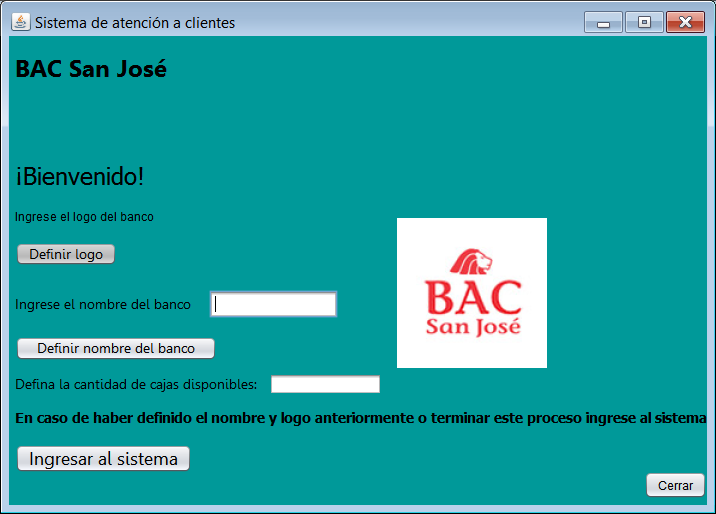 Sistema de atención a clientes
BAC San José
¡Bienvenido!
Ingrese el logo del banco
Definir logo
BAC
San José
Ingrese el nombre del banco
Definir nombre del banco
Defina la cantidad de cajas disponibles:
En caso de haber definido el nombre y logo anteriormente o terminar este proceso ingrese al sistema
Ingresar al sistema
Cerrar